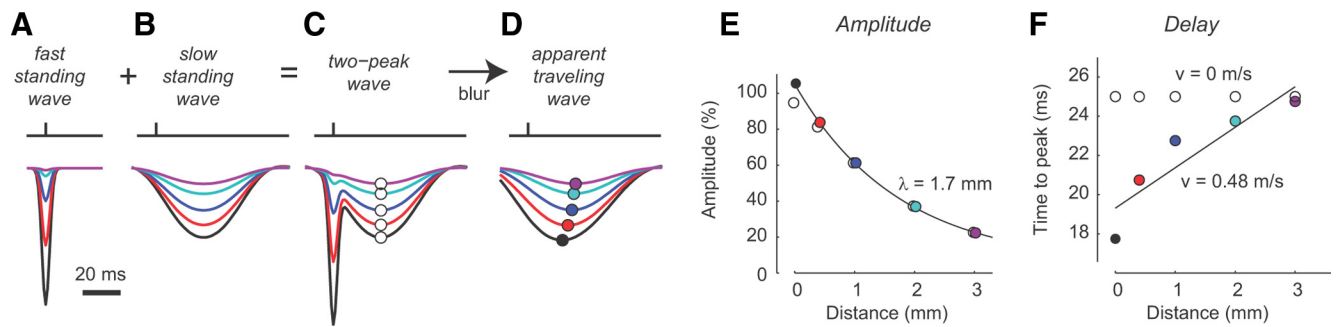 A
B
C
D
E
F
fast
standing
wave
+
slow
standing
wave
=
two-peak
wave
blur
apparent
traveling
wave
20 ms
Amplitude
Amplitude (%)
100
80
60
40
20
0
λ = 1.7 mm
0 1 2 3
Distance (mm)
Delay
Time to peak (ms)
26
24
22
20
18
v = 0 m/s
v = 0.48 m/s
0 1 2 3
Distance (mm)